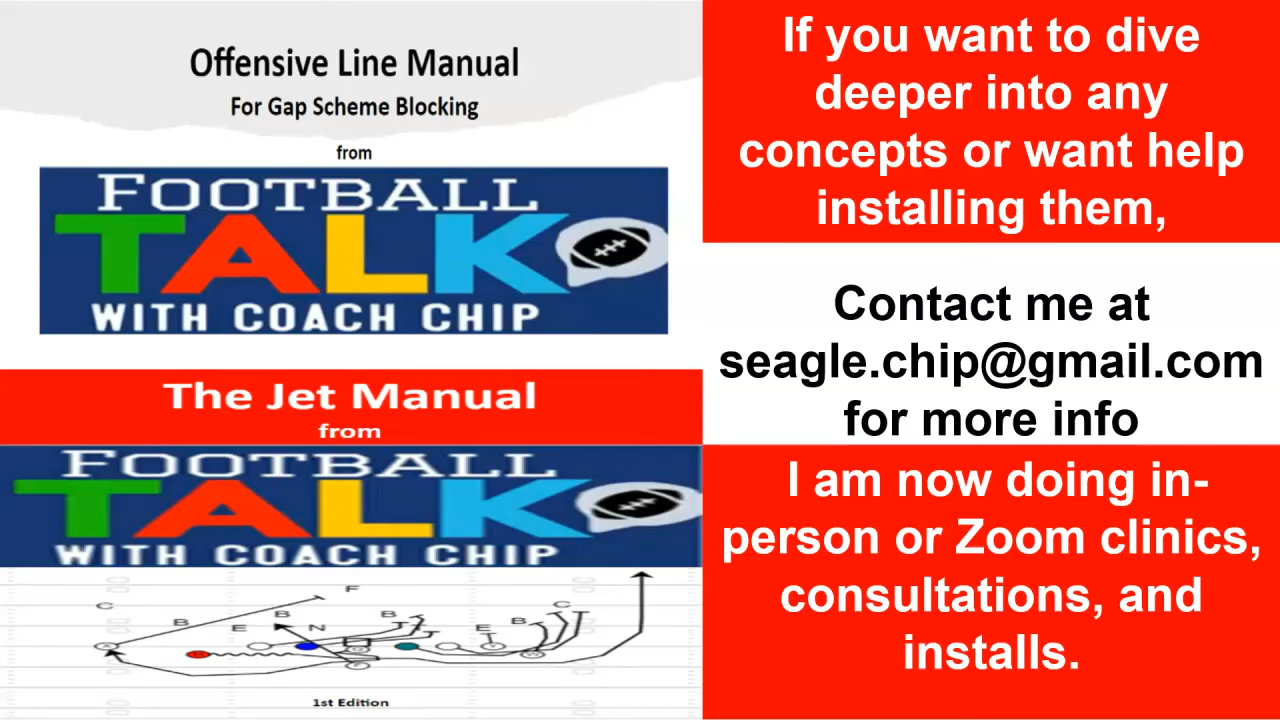 Offensive Line Manual
For Gap Scheme Blocking
from
FOOTBALL
TALK
WITH COACH CHIP
The Jet Manual
from
FOOTBALL
TALK
WITH COACH CHIP
F
C
B
B
B
C
E
N
E
B
1st Edition
If you want to dive
deeper into any
concepts or want help
installing them,
Contact me at
seagle.chip@gmail.com
for more info
I am now doing in-
person or Zoom clinics,
consultations, and
installs.